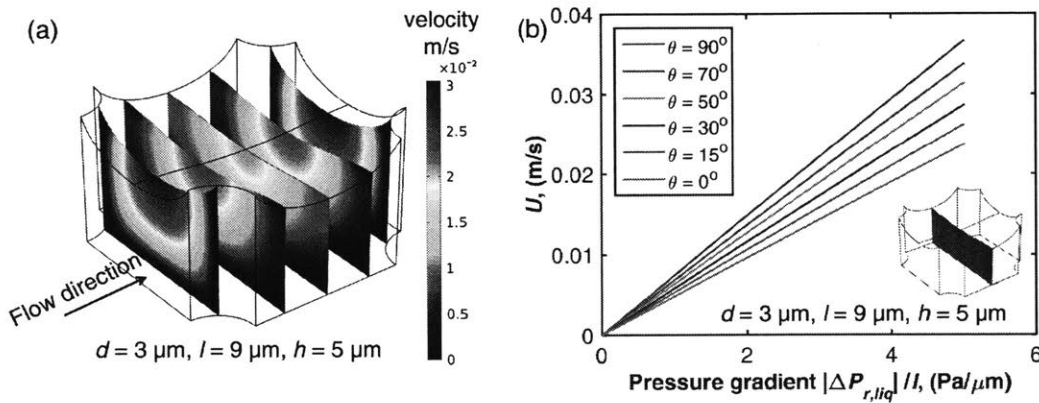 (a)
velocity
m/s
×10⁻²
3
2.5
2
1.5
1
0.5
0
Flow direction
d = 3 µm, l = 9 µm, h = 5 µm
(b)
0.04
0.03
0.02
0.01
0
U, (m/s)
θ = 90°
θ = 70°
θ = 50°
θ = 30°
θ = 15°
θ = 0°
d = 3 µm, l = 9 µm, h = 5 µm
0 2 4 6
Pressure gradient |ΔP_{r,liq}| / l, (Pa/µm)